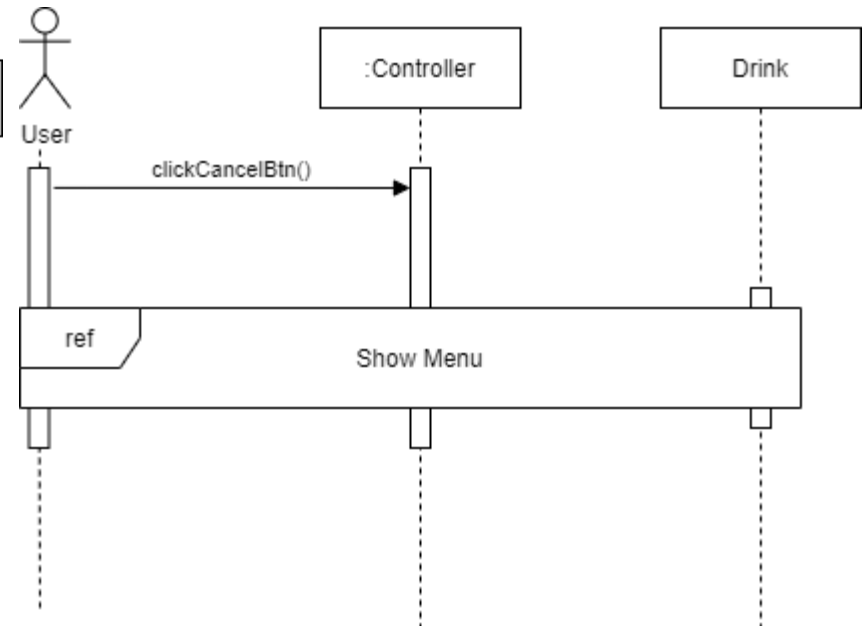 :Controller
Drink
User
clickCancelBtn()
ref
Show Menu